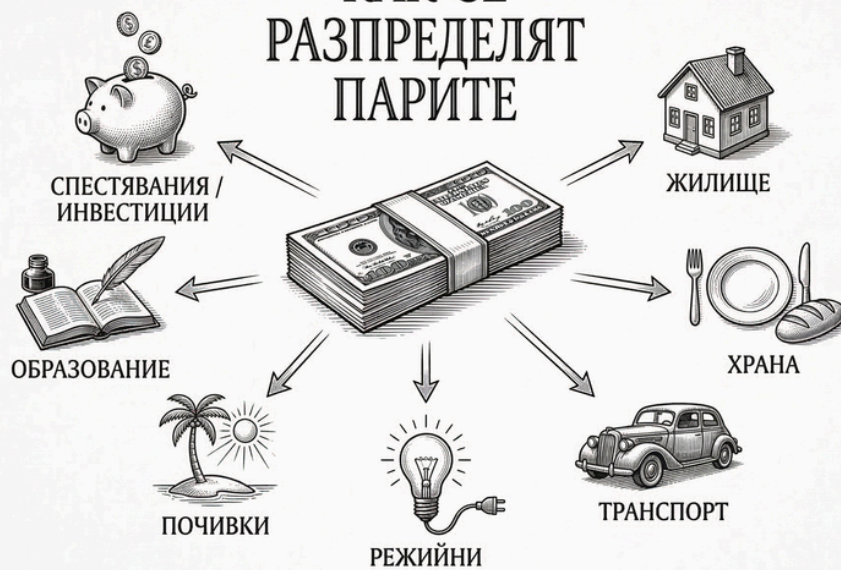 РАЗПРЕДЕЛЯТ
ПАРИТЕ
СПЕСТЯВАНИЯ /
ИНВЕСТИЦИИ
ЖИЛИЩЕ
ОБРАЗОВАНИЕ
ХРАНА
ПОЧИВКИ
ТРАНСПОРТ
РЕЖИЙНИ